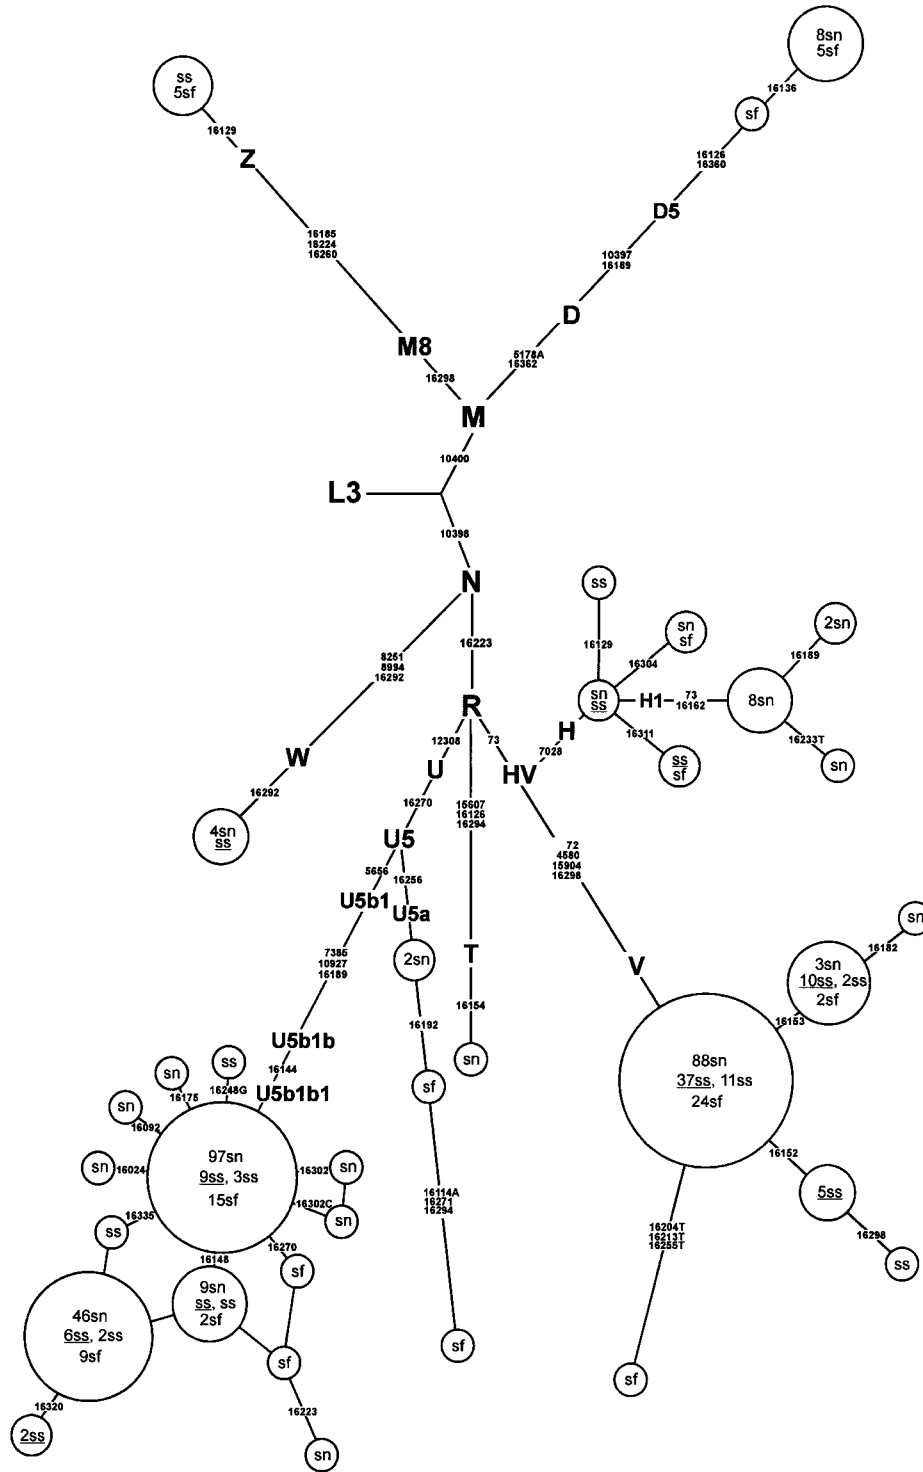 8sn
5sf
ss
5sf
16136
sf
16129
Z
16126
16360
D5
16185
16224
16260
10397
16189
D
M8
5178A
16362
16298
M
10400
L3
10398
N
ss
sn
sf
2sn
16223
16129
16304
16189
8251
8994
16292
sn
ss
H1
73
16162
8sn
R
H
16311
16233T
12308
73
7028
ss
sf
sn
W
U
HV
16292
16270
15607
16126
16294
4sn
ss
U5
72
4580
15904
16298
5656
16256
U5b1
U5a
sn
7385
10927
16189
2sn
T
V
16182
3sn
10ss, 2ss
2sf
16154
16153
16192
U5b1b
sn
88sn
37ss, 11ss
24sf
sn
ss
16144
sf
16175
16248G
U5b1b1
sn
16092
16152
97sn
9ss, 3ss
15sf
sn
16024
16302
sn
5ss
16302C
16114A
16271
16294
sn
16335
ss
16204T
16213T
16255T
16298
16148
16270
ss
sf
9sn
ss, ss
2sf
46sn
6ss, 2ss
9sf
sf
sf
sf
16320
16223
2ss
sn